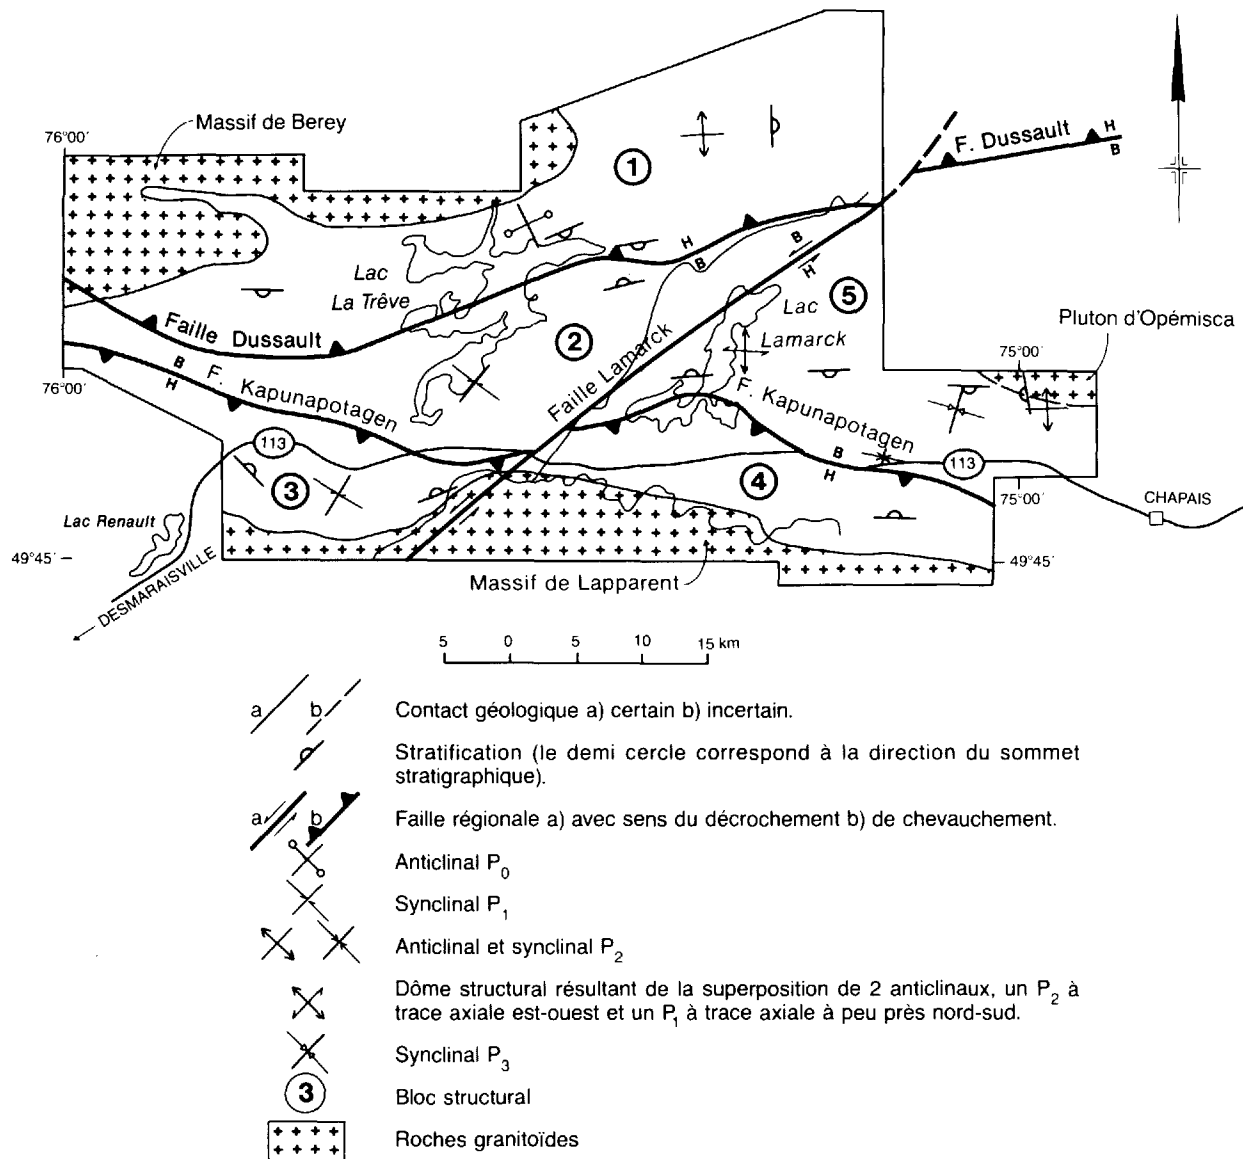 Massif de Berey
76°00´
1
F. Dussault
H
B
Lac
La Trêve
H
B
B
H
5
Lac
Lamarck
Pluton d'Opémisca
75°00´
Faille Dussault
2
Faille Lamarck
76°00´
B
H
F. Kapunapotagen
F. Kapunapotagen
B
H
113
113
3
4
75°00´
CHAPAIS
Lac Renault
49°45´
49°45´
DESMARAISVILLE
Massif de Lapparent
5 0 5 10 15 km
a b Contact géologique a) certain b) incertain.
Stratification (le demi cercle correspond à la direction du sommet
stratigraphique).
a b Faille régionale a) avec sens du décrochement b) de chevauchement.
Anticlinal P0
Synclinal P1
Anticlinal et synclinal P2
Dôme structural résultant de la superposition de 2 anticlinaux, un P2 à
trace axiale est-ouest et un P1 à trace axiale à peu près nord-sud.
Synclinal P3
3 Bloc structural
Roches granitoïdes